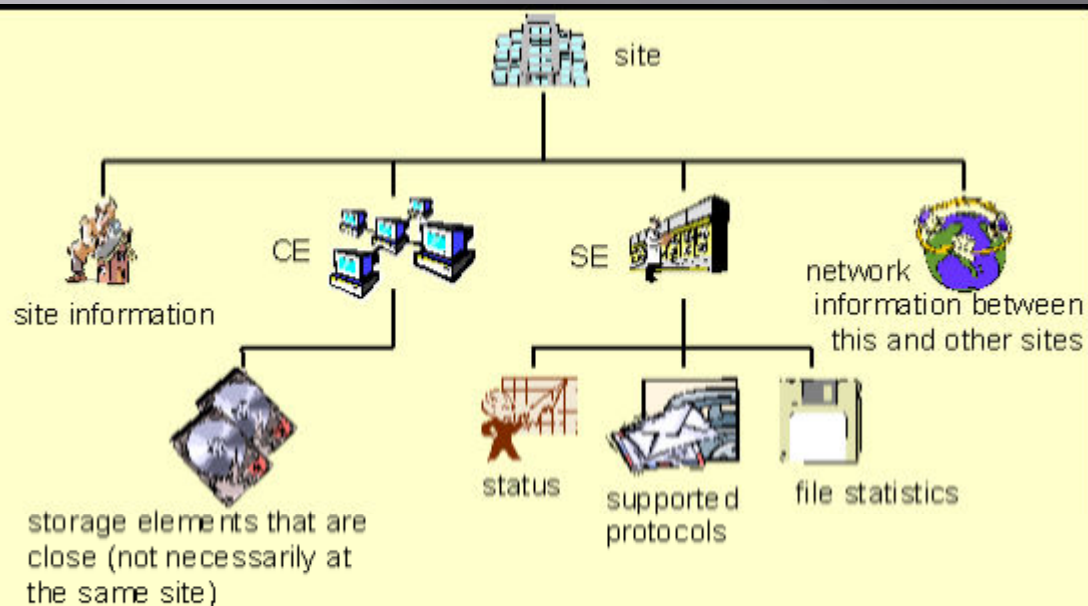 site
CE
SE
network
information between
this and other sites
site information
storage elements that are
close (not necessarily at
the same site)
status
supported
protocols
file statistics